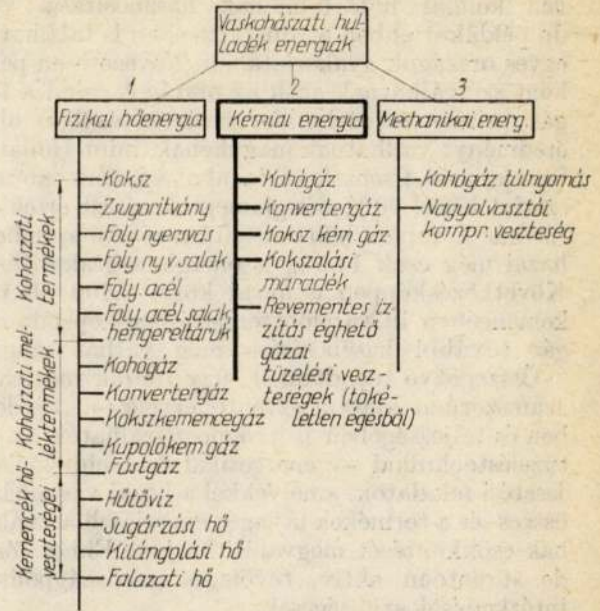 Vaskohászati hul-
ladék energiák
1
2
3
Fizikai hőenergia
Kémiai energia
Mechanikai energ.
Kohászati
termékek
Koksz
Zsugorítvány
Foly nyersvas
Foly ny v salak
Foly. acél
Foly. acél. salak
hengereltáruk
Kohászati mel-
léktermékek
Kohógáz
Konvertergáz
Kokszkemencegáz
Kupolókem. gáz
Füstgáz
Kemencék hő-
veszteségei
Hűtővíz
Sugárzási hő
Kilángolási hő
Falazati hő
Kohógáz
Konvertergáz
Koksz kém. gáz
Kokszolási
maradék
Revementes iz-
zítás éghető
gázai
tüzelési vesz-
teségek (toké-
letlen égésből)
Kohógáz túlnyomás
Nagyolvasztói
kompr. veszteség